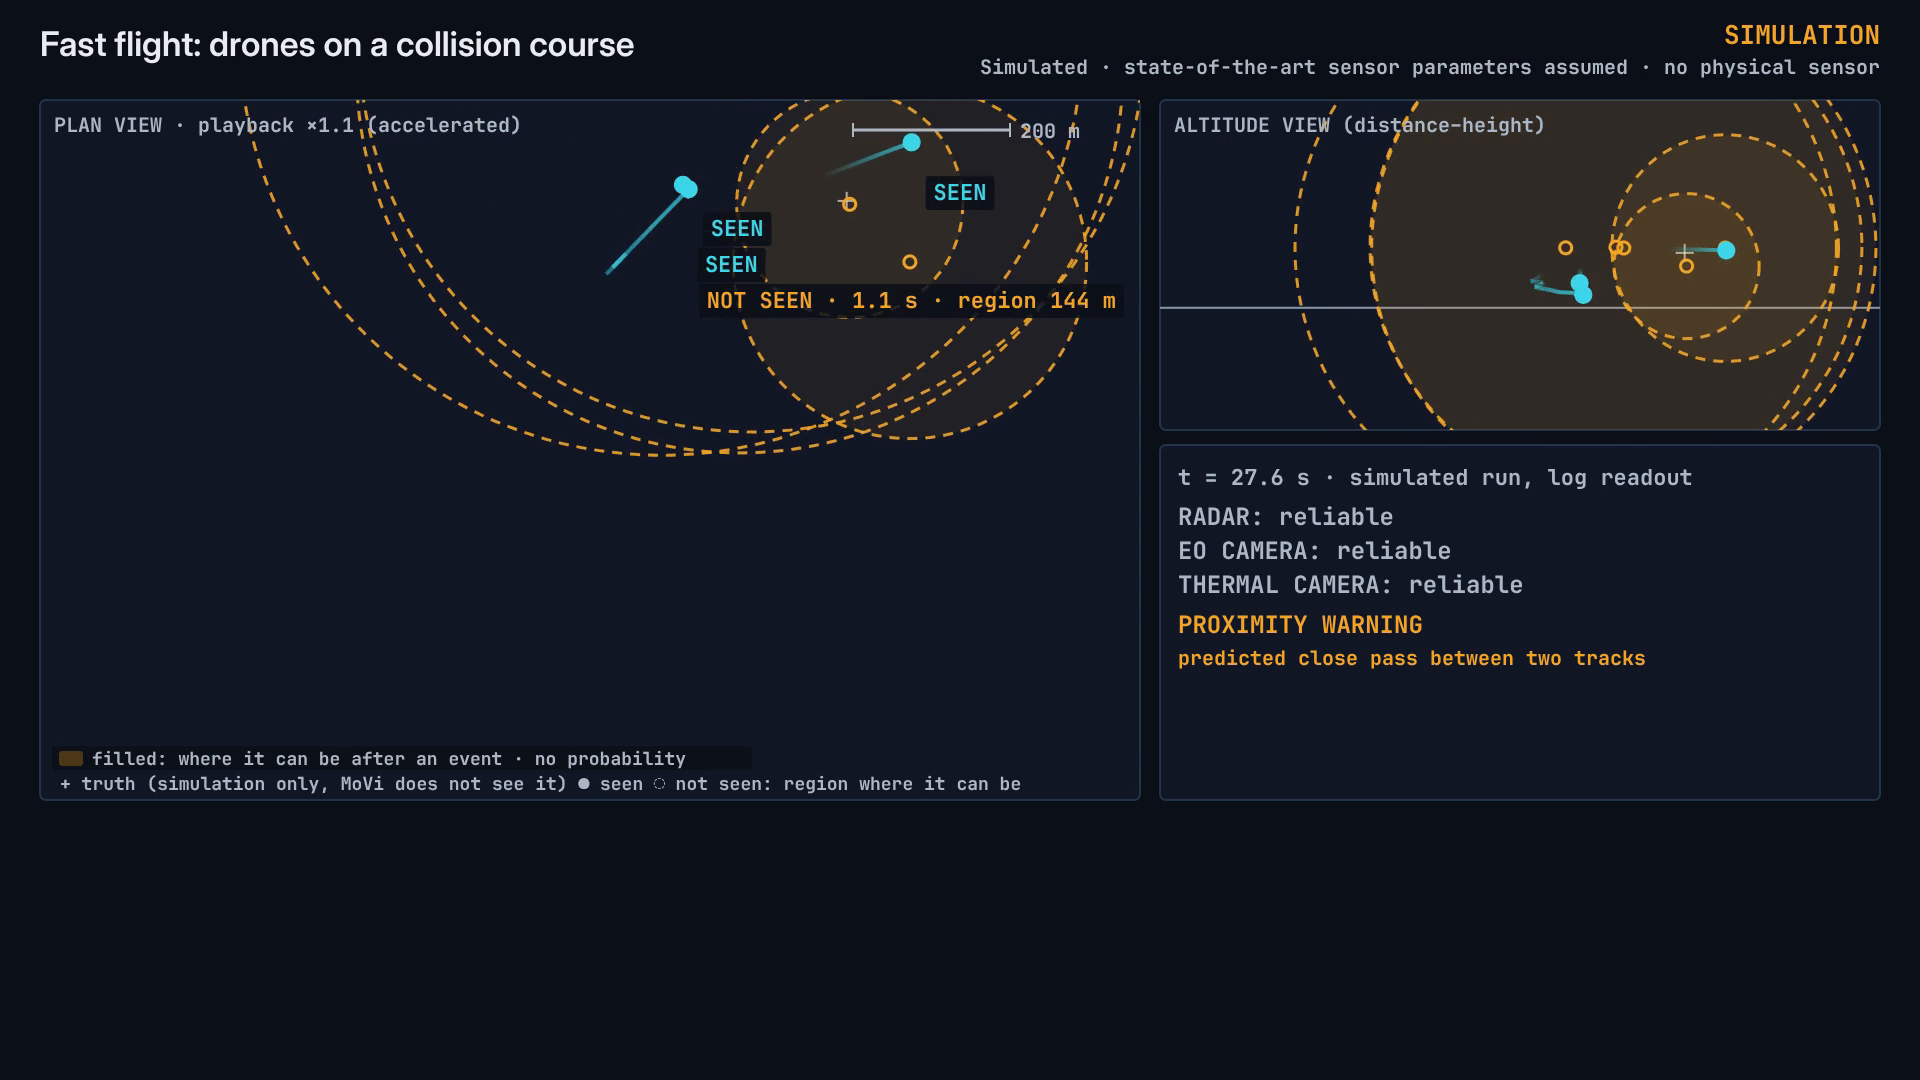 Fast flight: drones on a collision course
SIMULATION
Simulated · state-of-the-art sensor parameters assumed · no physical sensor
PLAN VIEW · playback ×1.1 (accelerated)
200 m
SEEN
SEEN
SEEN
NOT SEEN · 1.1 s · region 144 m
filled: where it can be after an event · no probability
+ truth (simulation only, MoVi does not see it) ● seen ◌ not seen: region where it can be
ALTITUDE VIEW (distance-height)
t = 27.6 s · simulated run, log readout
RADAR: reliable
EO CAMERA: reliable
THERMAL CAMERA: reliable
PROXIMITY WARNING
predicted close pass between two tracks